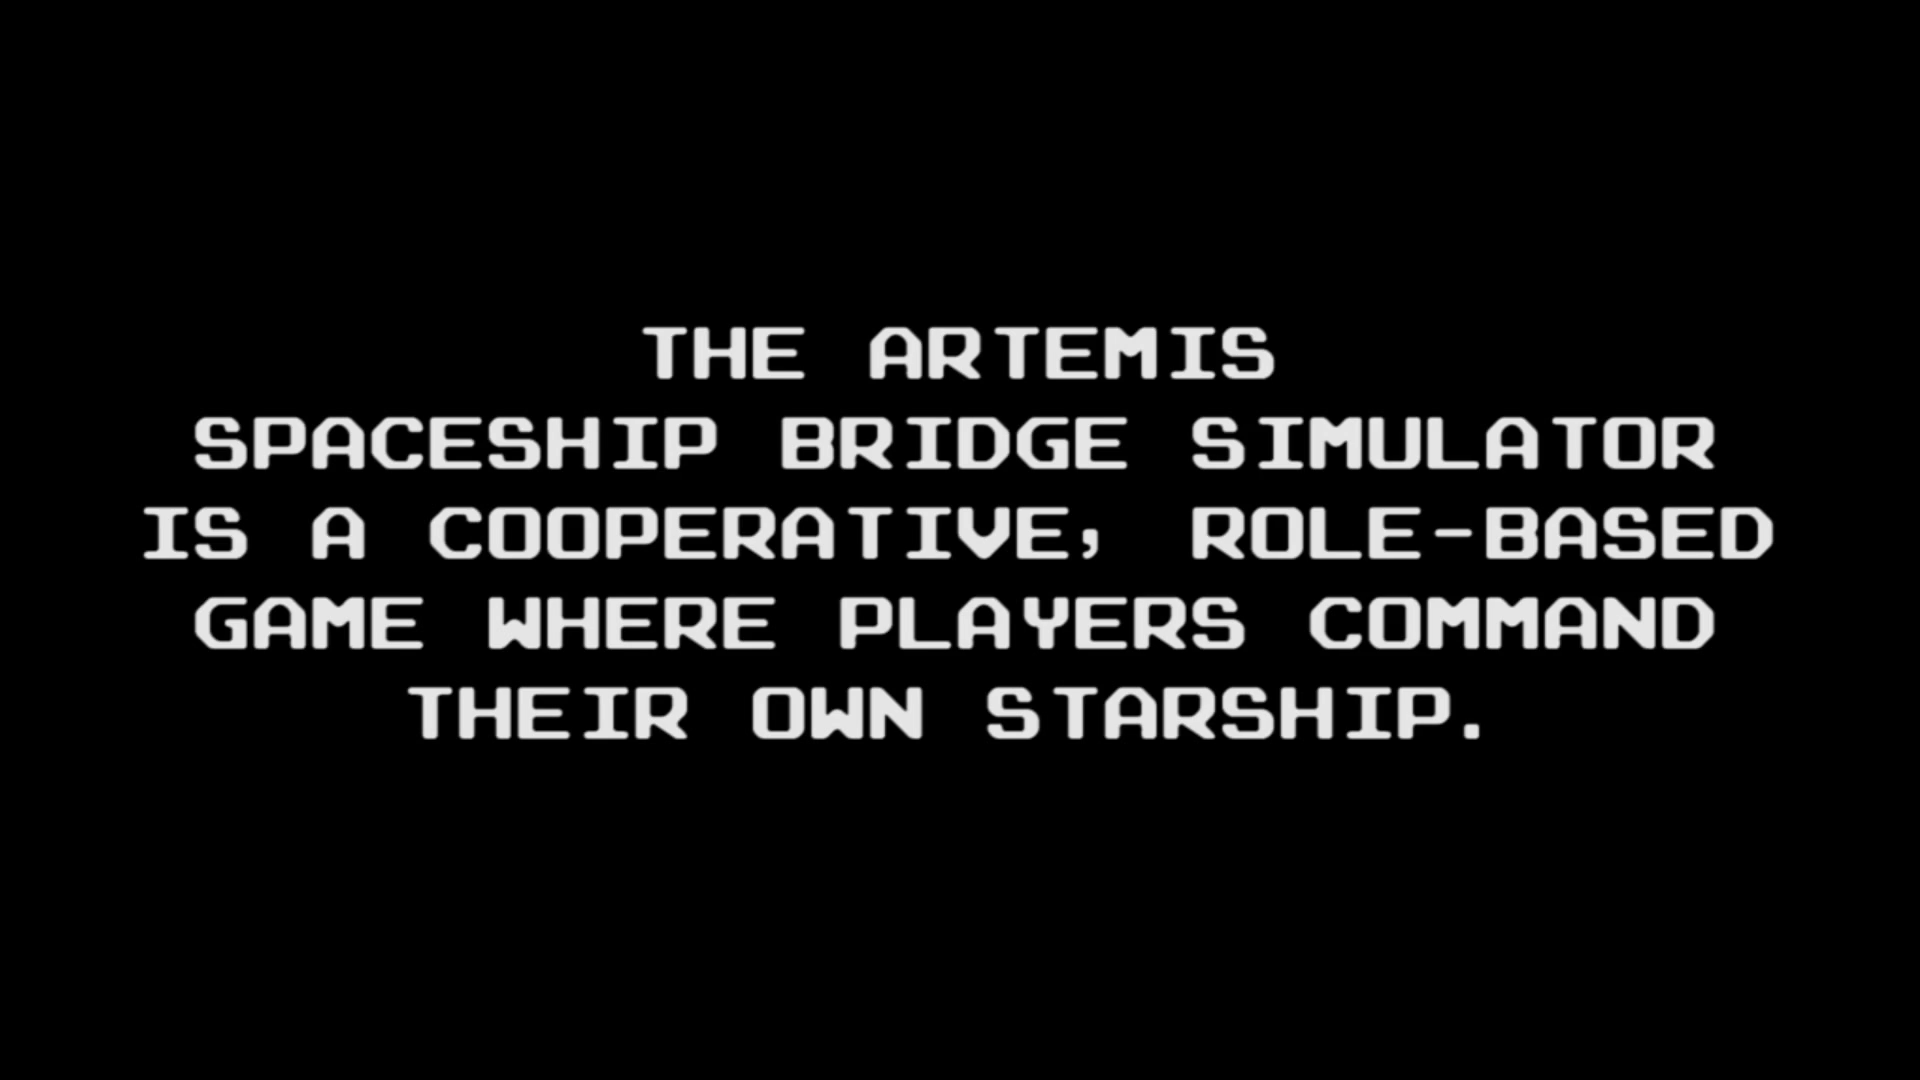 THE ARTEMIS
SPACESHIP BRIDGE SIMULATOR
IS A COOPERATIVE, ROLE-BASED
GAME WHERE PLAYERS COMMAND
THEIR OWN STARSHIP.